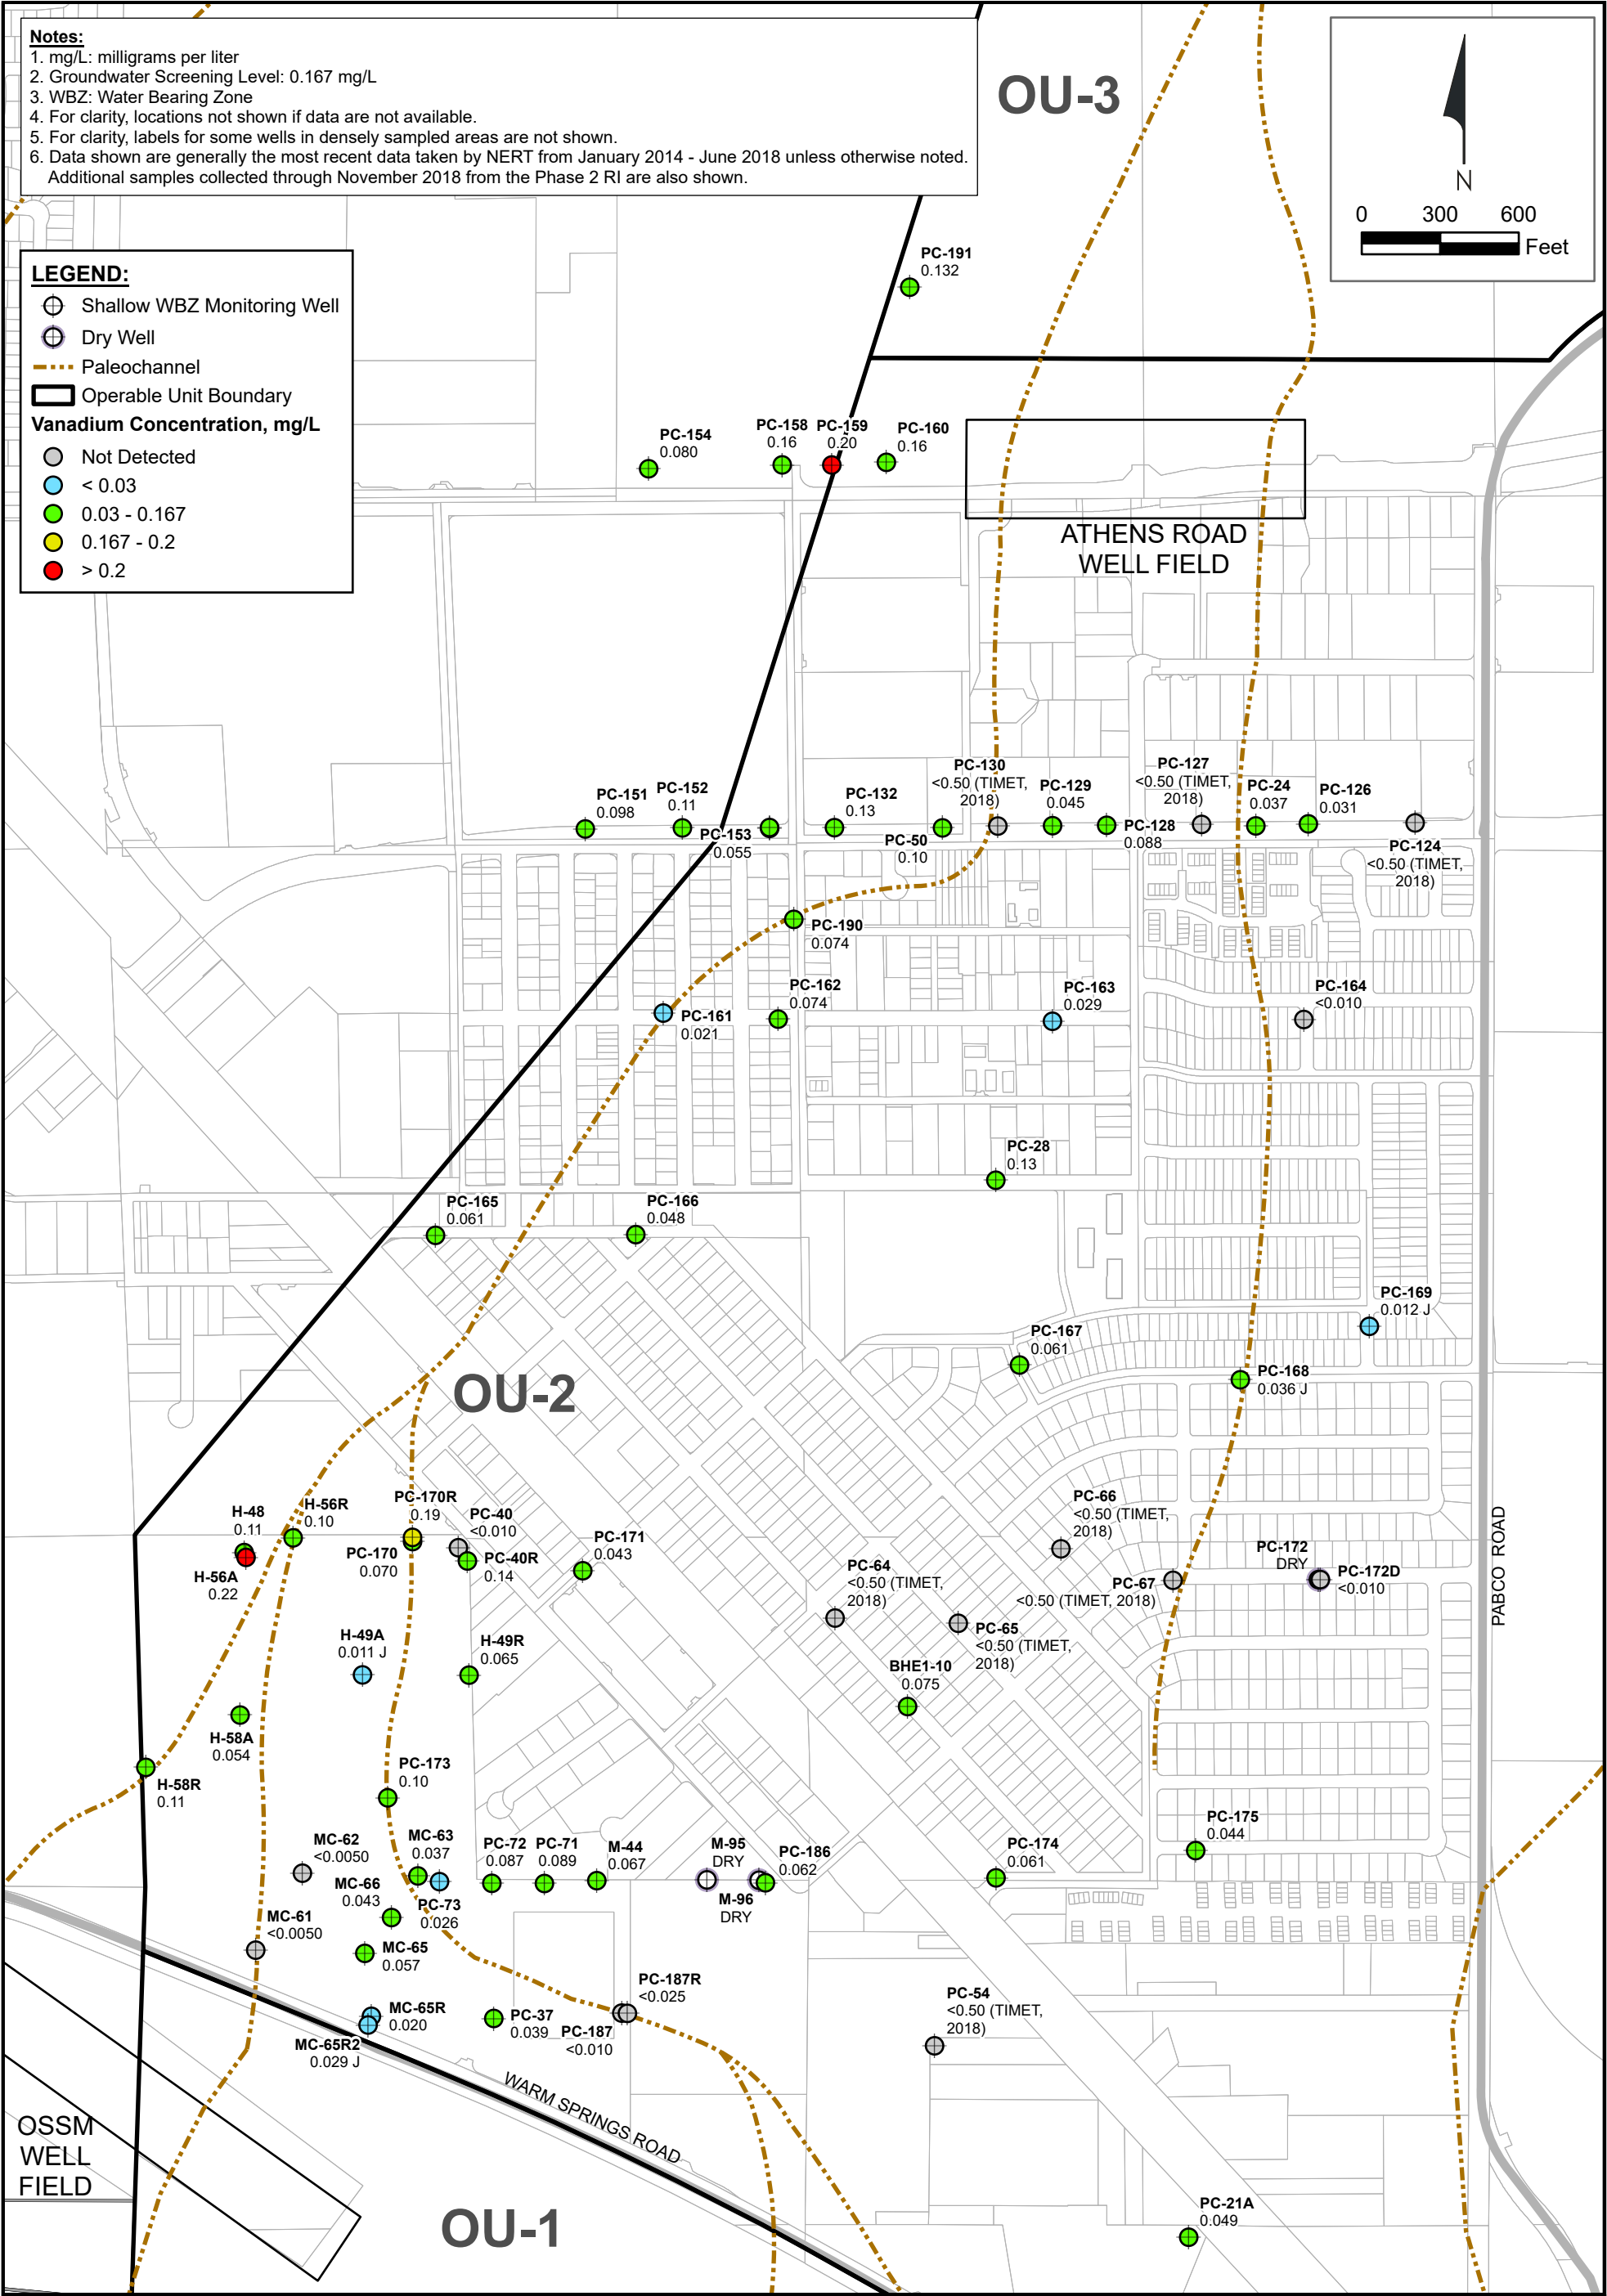 Notes:
1. mg/L: milligrams per liter
2. Groundwater Screening Level: 0.167 mg/L
3. WBZ: Water Bearing Zone
4. For clarity, locations not shown if data are not available.
5. For clarity, labels for some wells in densely sampled areas are not shown.
6. Data shown are generally the most recent data taken by NERT from January 2014 - June 2018 unless otherwise noted.
Additional samples collected through November 2018 from the Phase 2 RI are also shown.
OU-3
N
0 300 600
Feet
LEGEND:
Shallow WBZ Monitoring Well
Dry Well
Paleochannel
Operable Unit Boundary
Vanadium Concentration, mg/L
Not Detected
< 0.03
0.03 - 0.167
0.167 - 0.2
> 0.2
PC-191
0.132
PC-154
0.080
PC-158
0.16
PC-159
0.20
PC-160
0.16
ATHENS ROAD
WELL FIELD
PC-151
0.098
PC-152
0.11
PC-153
0.055
PC-132
0.13
PC-50
0.10
PC-130
<0.50 (TIMET,
2018)
PC-129
0.045
PC-128
0.088
PC-127
<0.50 (TIMET,
2018)
PC-24
0.037
PC-126
0.031
PC-124
<0.50 (TIMET,
2018)
PC-190
0.074
PC-161
0.021
PC-162
0.074
PC-163
0.029
PC-164
<0.010
PC-28
0.13
PC-165
0.061
PC-166
0.048
PC-169
0.012 J
PC-167
0.061
PC-168
0.036 J
OU-2
H-48
0.11
H-56R
0.10
H-56A
0.22
PC-170R
0.19
PC-170
0.070
PC-40
<0.010
PC-40R
0.14
PC-171
0.043
PC-64
<0.50 (TIMET,
2018)
PC-66
<0.50 (TIMET,
2018)
PC-67
<0.50 (TIMET, 2018)
PC-65
<0.50 (TIMET,
2018)
PC-172
DRY
PC-172D
<0.010
PABCO ROAD
H-49A
0.011 J
H-49R
0.065
BHE1-10
0.075
H-58A
0.054
H-58R
0.11
PC-173
0.10
MC-62
<0.0050
MC-63
0.037
PC-72
0.087
PC-71
0.089
M-44
0.067
M-95
DRY
PC-186
0.062
M-96
DRY
PC-174
0.061
PC-175
0.044
MC-66
0.043
PC-73
0.026
MC-61
<0.0050
MC-65
0.057
MC-65R
0.020
MC-65R2
0.029 J
PC-37
0.039
PC-187R
<0.025
PC-187
<0.010
PC-54
<0.50 (TIMET,
2018)
WARM SPRINGS ROAD
OSSM
WELL
FIELD
OU-1
PC-21A
0.049